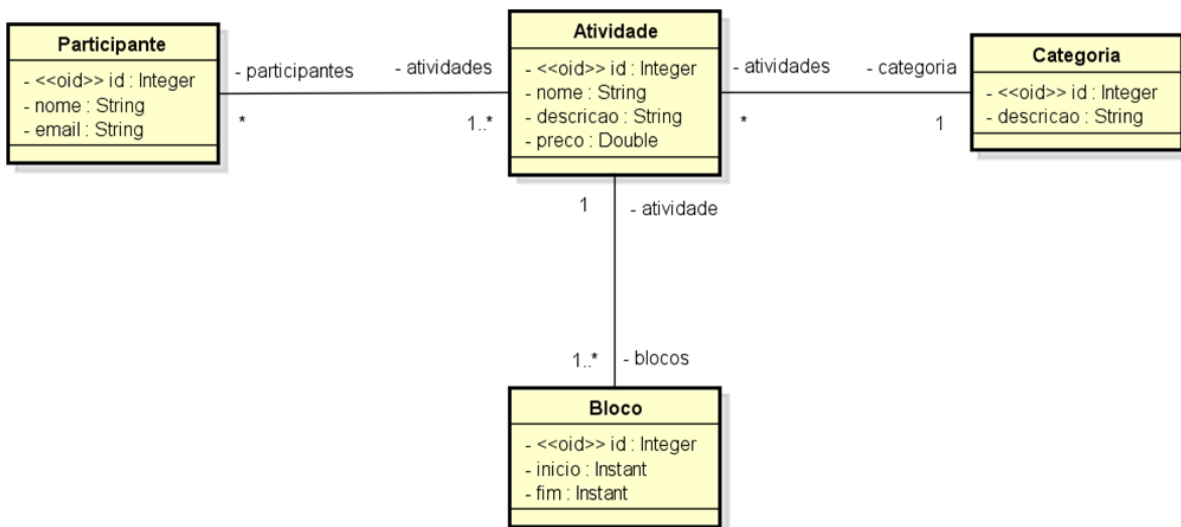 Participante
- <<oid>> id : Integer
- nome : String
- email : String
- participantes
*
- atividades
1..*
Atividade
- <<oid>> id : Integer
- nome : String
- descricao : String
- preco : Double
- atividades
*
- categoria
1
Categoria
- <<oid>> id : Integer
- descricao : String
1
- atividade
1..*
- blocos
Bloco
- <<oid>> id : Integer
- inicio : Instant
- fim : Instant